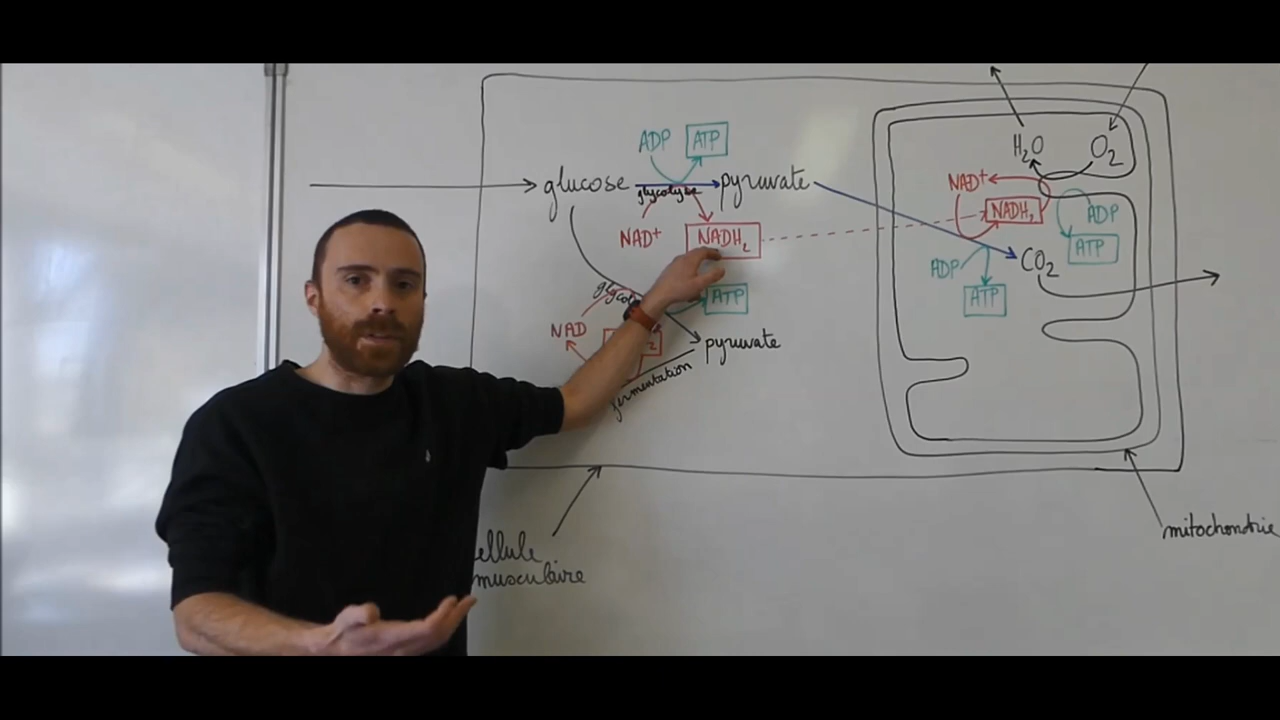 ADP ATP
glucose glycolyse pyruvate
NAD⁺ NADH₂
ATP
NAD
pyruvate
fermentation
ellule
musculaire
H₂O O₂
NAD⁺
NADH₂ ADP
ATP
CO₂
ADP
ATP
mitochondrie